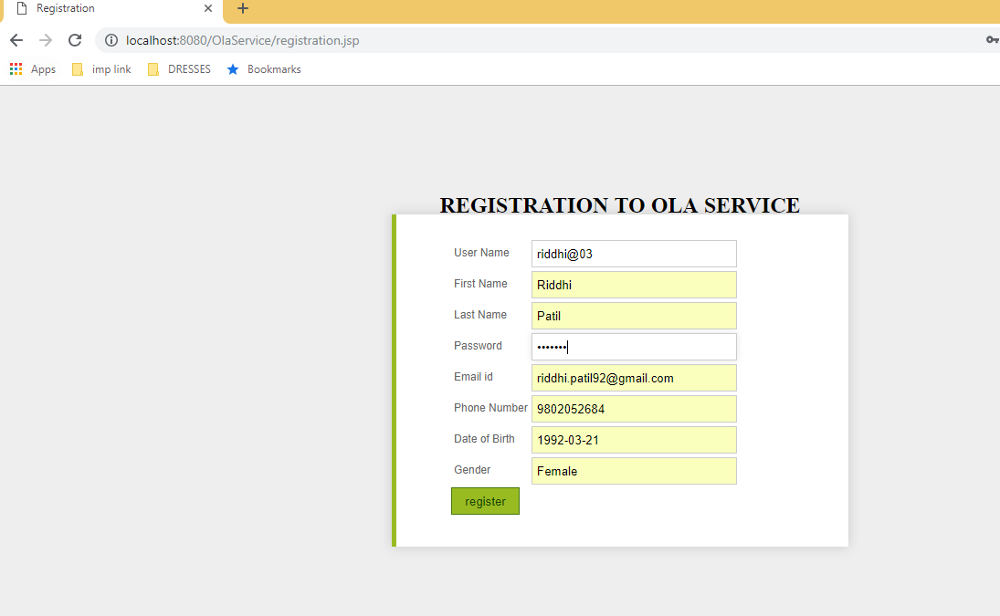 Registration
localhost:8080/OlaService/registration.jsp
Apps imp link DRESSES Bookmarks
REGISTRATION TO OLA SERVICE
User Name riddhi@03
First Name Riddhi
Last Name Patil
Password •••••••
Email id riddhi.patil92@gmail.com
Phone Number 9802052684
Date of Birth 1992-03-21
Gender Female
register